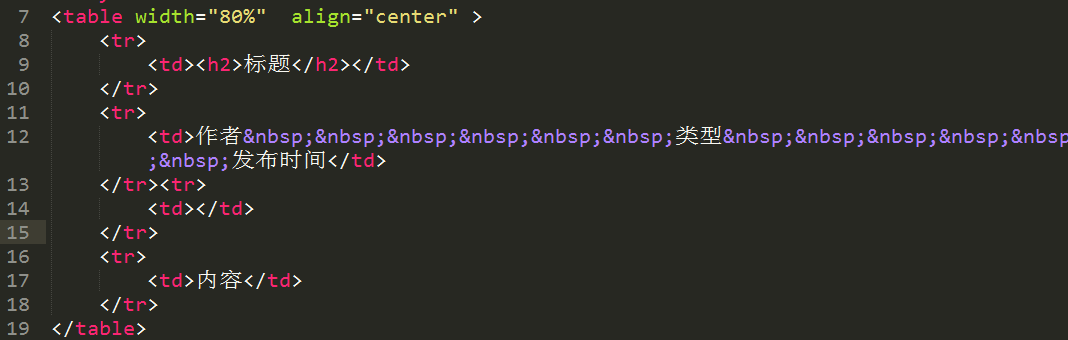 7 <table width="80%"  align="center" >
8     <tr>
9         <td><h2>标题</h2></td>
10     </tr>
11     <tr>
12         <td>作者&nbsp;&nbsp;&nbsp;&nbsp;&nbsp;&nbsp;类型&nbsp;&nbsp;&nbsp;&nbsp;&nbsp
;&nbsp;发布时间</td>
13     </tr><tr>
14         <td></td>
15     </tr>
16     <tr>
17         <td>内容</td>
18     </tr>
19 </table>